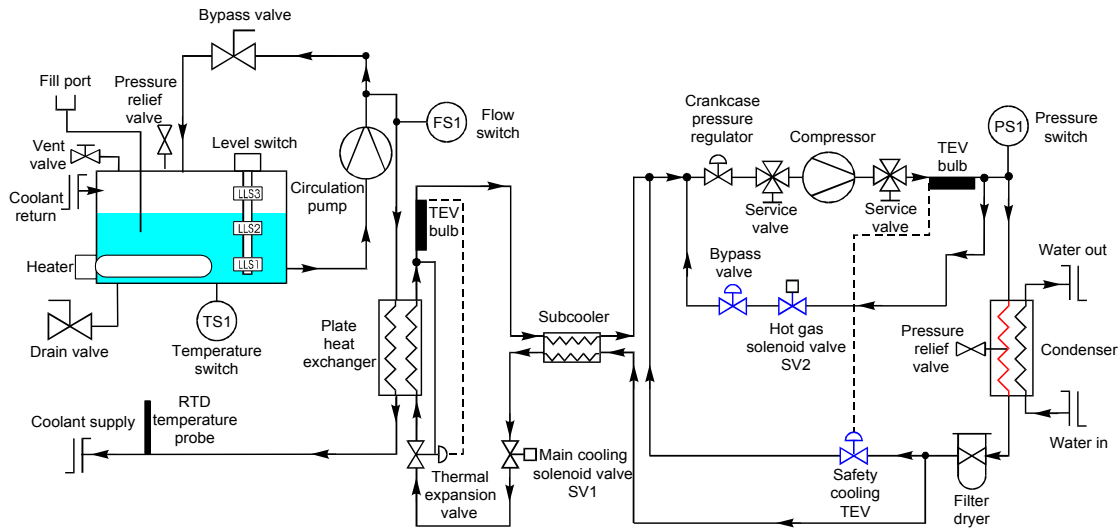 Bypass valve
Fill port
Pressure
relief
valve
FS1
Flow
switch
Vent
valve
Level switch
LLS3
LLS2
LLS1
Coolant
return
Circulation
pump
Heater
TS1
Drain valve
Temperature
switch
TEV
bulb
Plate
heat
exchanger
Subcooler
Coolant supply
RTD
temperature
probe
Thermal
expansion
valve
Main cooling
solenoid valve
SV1
Crankcase
pressure
regulator
Compressor
Service
valve
Service
valve
TEV
bulb
PS1
Pressure
switch
Bypass
valve
Hot gas
solenoid valve
SV2
Water out
Pressure
relief
valve
Condenser
Water in
Safety
cooling
TEV
Filter
dryer